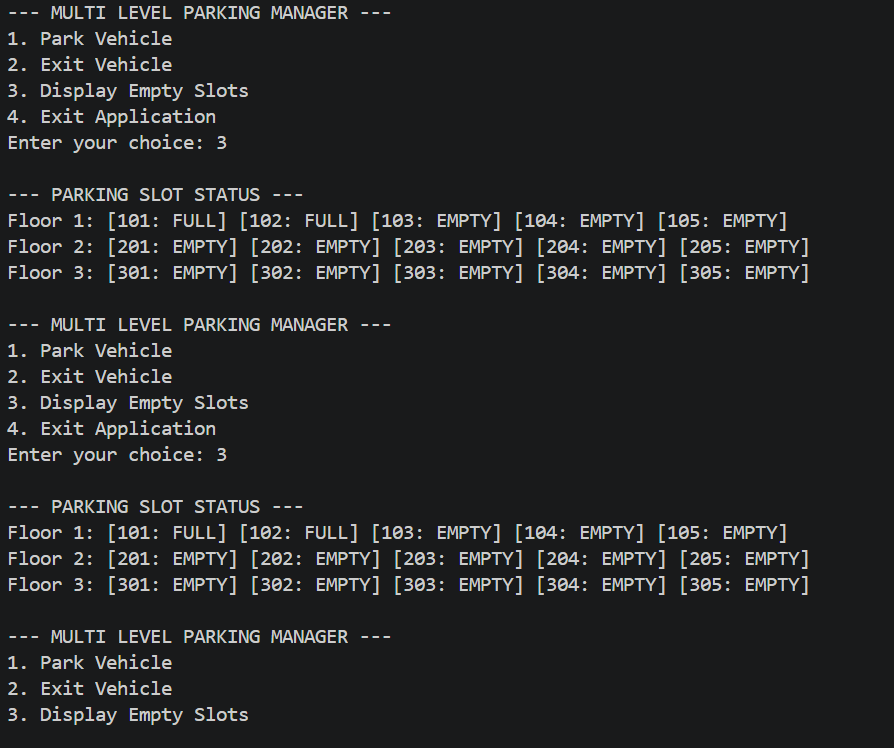 --- MULTI LEVEL PARKING MANAGER ---
1. Park Vehicle
2. Exit Vehicle
3. Display Empty Slots
4. Exit Application
Enter your choice: 3
--- PARKING SLOT STATUS ---
Floor 1: [101: FULL] [102: FULL] [103: EMPTY] [104: EMPTY] [105: EMPTY]
Floor 2: [201: EMPTY] [202: EMPTY] [203: EMPTY] [204: EMPTY] [205: EMPTY]
Floor 3: [301: EMPTY] [302: EMPTY] [303: EMPTY] [304: EMPTY] [305: EMPTY]
--- MULTI LEVEL PARKING MANAGER ---
1. Park Vehicle
2. Exit Vehicle
3. Display Empty Slots
4. Exit Application
Enter your choice: 3
--- PARKING SLOT STATUS ---
Floor 1: [101: FULL] [102: FULL] [103: EMPTY] [104: EMPTY] [105: EMPTY]
Floor 2: [201: EMPTY] [202: EMPTY] [203: EMPTY] [204: EMPTY] [205: EMPTY]
Floor 3: [301: EMPTY] [302: EMPTY] [303: EMPTY] [304: EMPTY] [305: EMPTY]
--- MULTI LEVEL PARKING MANAGER ---
1. Park Vehicle
2. Exit Vehicle
3. Display Empty Slots